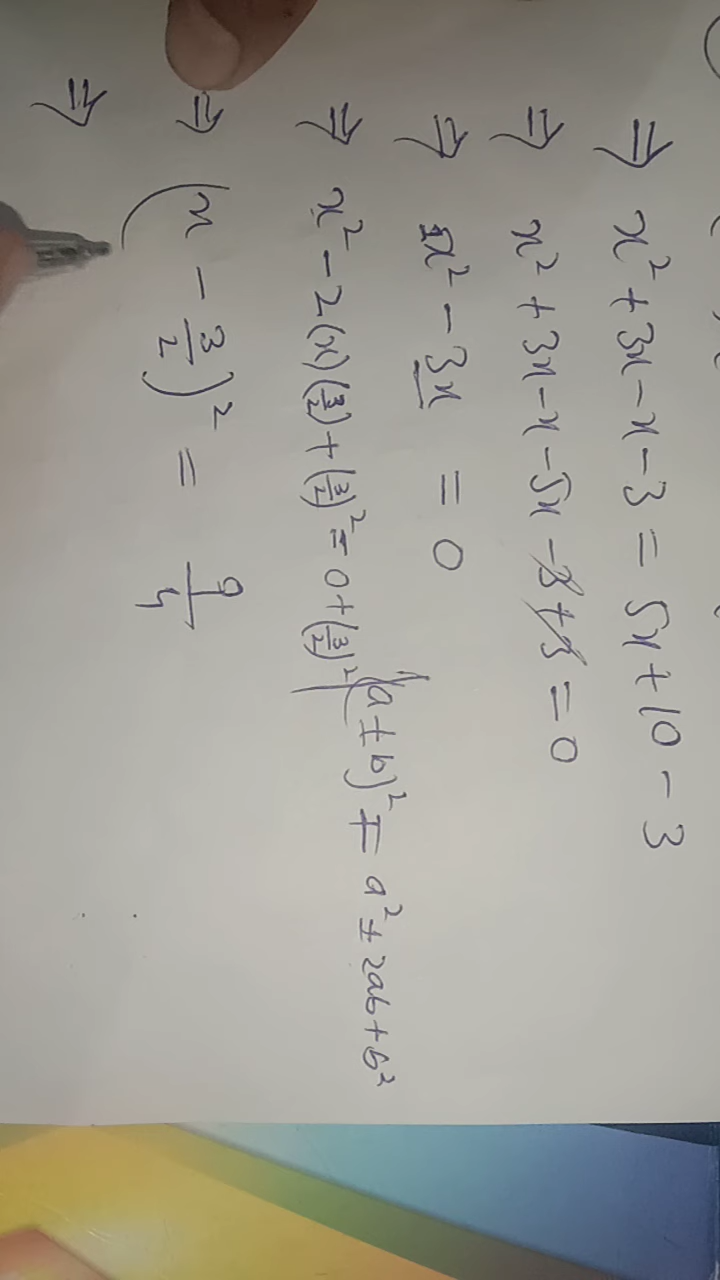 ⇒ x² + 3x - x - 3 = 5x + 10 - 3
⇒ x² + 3x - x - 5x - 3 + 3 = 0
⇒ x² - 3x = 0
⇒ x² - 2(x)(3/2) + (3/2)² = 0 + (3/2)²
(a ± b)² = a² ± 2ab + b²
⇒ (x - 3/2)² = 9/4
⇒